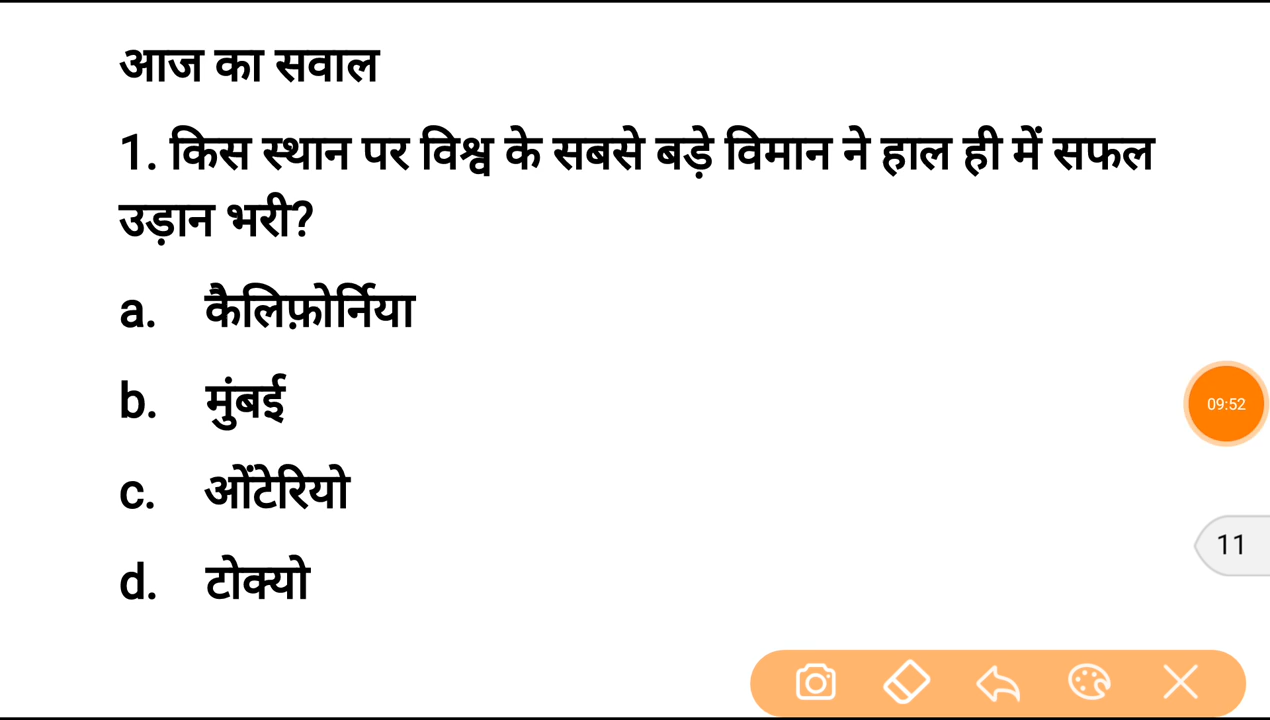 आज का सवाल
1. किस स्थान पर विश्व के सबसे बड़े विमान ने हाल ही में सफल
उड़ान भरी?
a. कैलिफ़ोर्निया
b. मुंबई
09:52
c. ओंटेरियो
11
d. टोक्यो